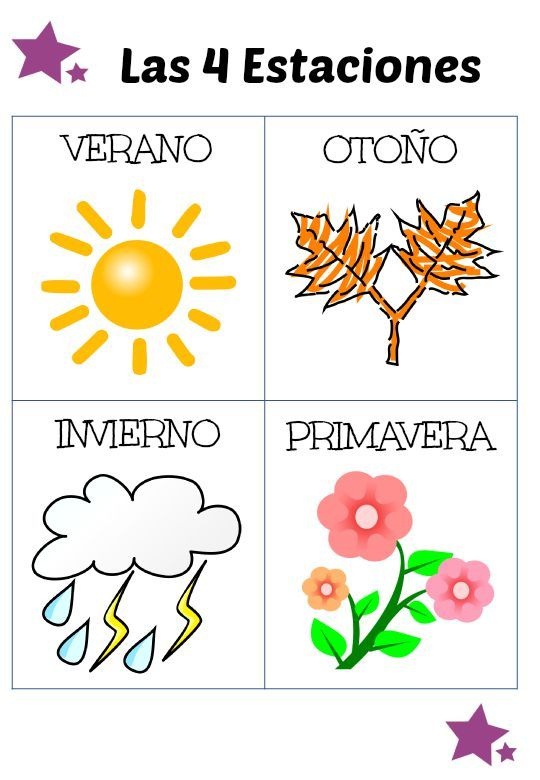 Las 4 Estaciones
VERANO
OTOÑO
INVIERNO
PRIMAVERA